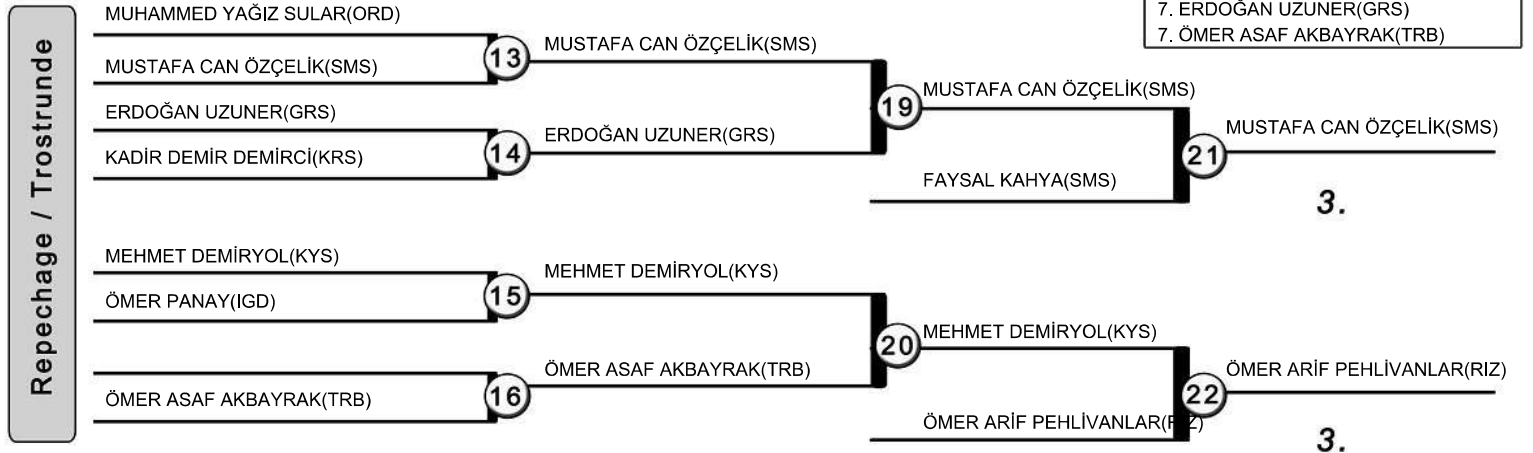 7. ERDOĞAN UZUNER(GRS)
7. ÖMER ASAF AKBAYRAK(TRB)
Repechage / Trostrunde
MUHAMMED YAĞIZ SULAR(ORD)
13
MUSTAFA CAN ÖZÇELİK(SMS)
MUSTAFA CAN ÖZÇELİK(SMS)
19
MUSTAFA CAN ÖZÇELİK(SMS)
ERDOĞAN UZUNER(GRS)
14
ERDOĞAN UZUNER(GRS)
KADİR DEMİR DEMİRCİ(KRS)
21
MUSTAFA CAN ÖZÇELİK(SMS)
FAYSAL KAHYA(SMS)
3.
MEHMET DEMİRYOL(KYS)
15
MEHMET DEMİRYOL(KYS)
ÖMER PANAY(IGD)
20
MEHMET DEMİRYOL(KYS)
16
ÖMER ASAF AKBAYRAK(TRB)
ÖMER ASAF AKBAYRAK(TRB)
22
ÖMER ARİF PEHLİVANLAR(RIZ)
ÖMER ARİF PEHLİVANLAR(RIZ)
3.